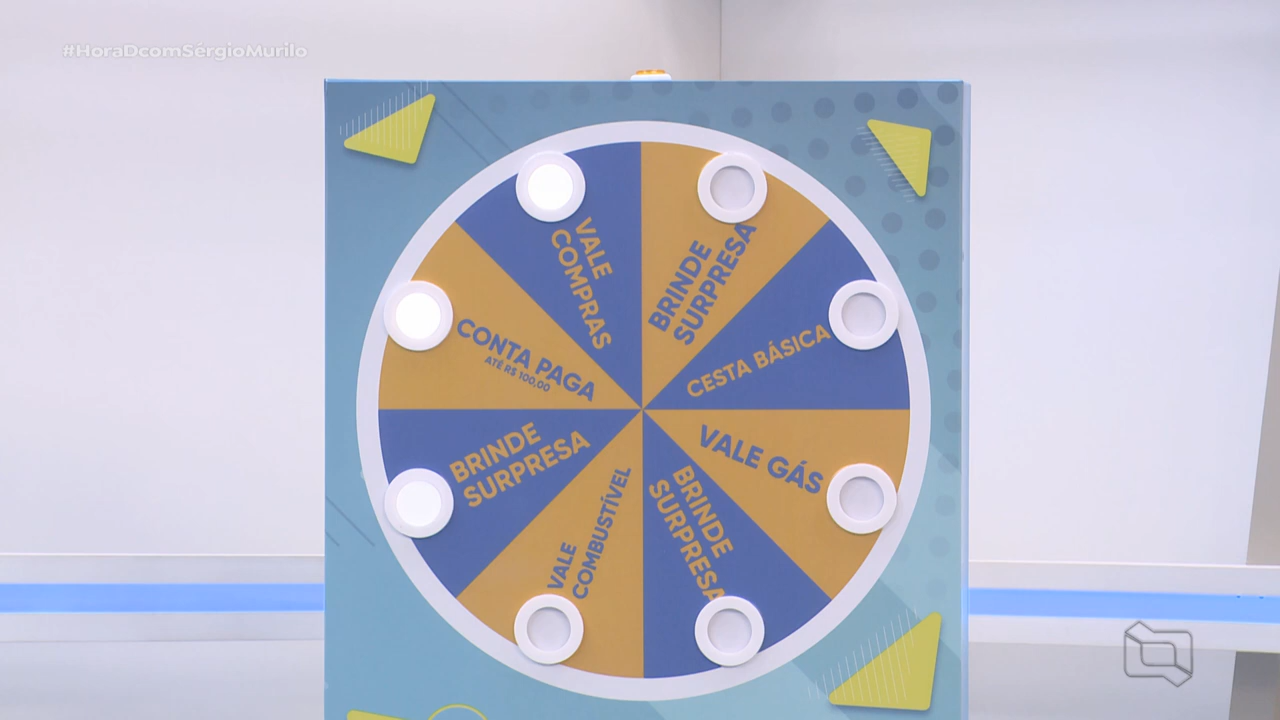 #HoraDcomSérgioMurilo
VALE
COMPRAS
BRINDE
SURPRESA
CESTA BÁSICA
VALE GÁS
BRINDE
SURPRESA
VALE
COMBUSTÍVEL
BRINDE
SURPRESA
CONTA PAGA
ATÉ R$ 100,00